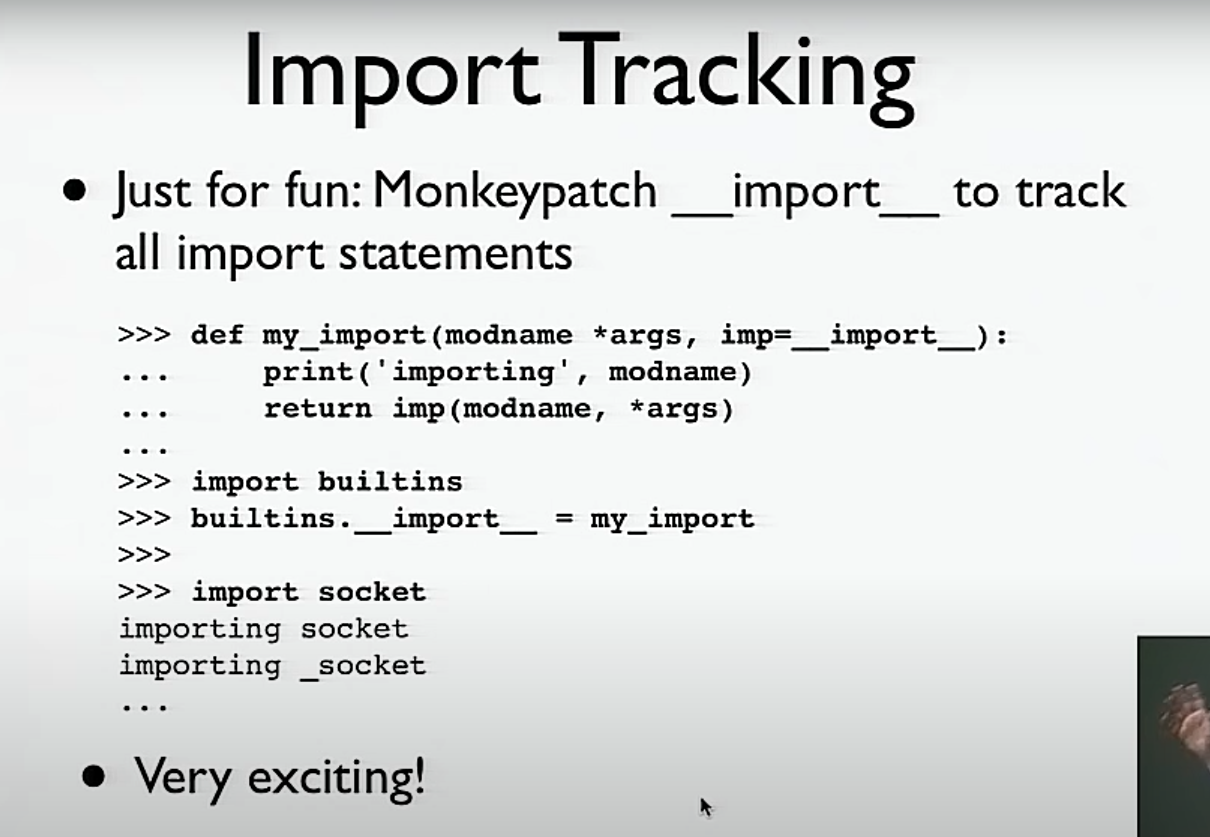 Import Tracking
• Just for fun: Monkeypatch __import__ to track
all import statements
>>> def my_import(modname *args, imp=__import__):
...     print('importing', modname)
...     return imp(modname, *args)
...
>>> import builtins
>>> builtins.__import__ = my_import
>>>
>>> import socket
importing socket
importing _socket
...
• Very exciting!